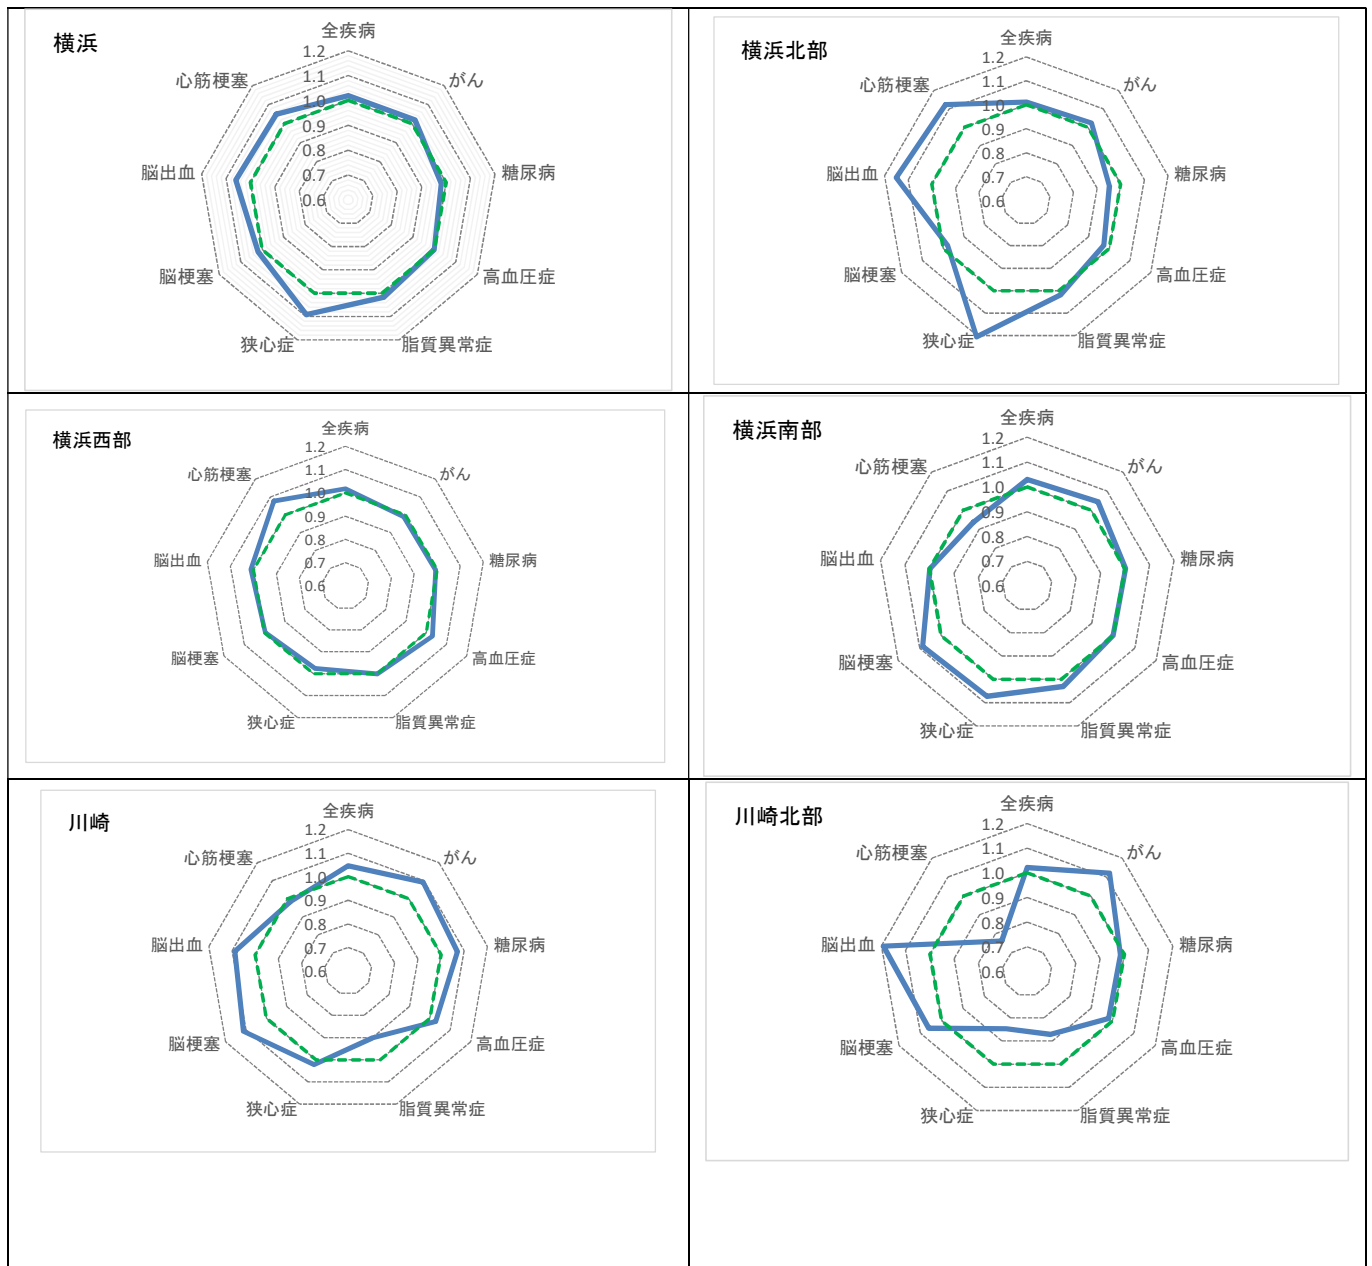 横浜
全疾病
1.2
1.1
1.0
0.9
0.8
0.7
0.6
がん
糖尿病
高血圧症
脂質異常症
狭心症
脳梗塞
脳出血
心筋梗塞
横浜北部
全疾病
1.2
1.1
1.0
0.9
0.8
0.7
0.6
がん
糖尿病
高血圧症
脂質異常症
狭心症
脳梗塞
脳出血
心筋梗塞
横浜西部
全疾病
1.2
1.1
1.0
0.9
0.8
0.7
0.6
がん
糖尿病
高血圧症
脂質異常症
狭心症
脳梗塞
脳出血
心筋梗塞
横浜南部
全疾病
1.2
1.1
1.0
0.9
0.8
0.7
0.6
がん
糖尿病
高血圧症
脂質異常症
狭心症
脳梗塞
脳出血
心筋梗塞
川崎
全疾病
1.2
1.1
1.0
0.9
0.8
0.7
0.6
がん
糖尿病
高血圧症
脂質異常症
狭心症
脳梗塞
脳出血
心筋梗塞
川崎北部
全疾病
1.2
1.1
1.0
0.9
0.8
0.7
0.6
がん
糖尿病
高血圧症
脂質異常症
狭心症
脳梗塞
脳出血
心筋梗塞